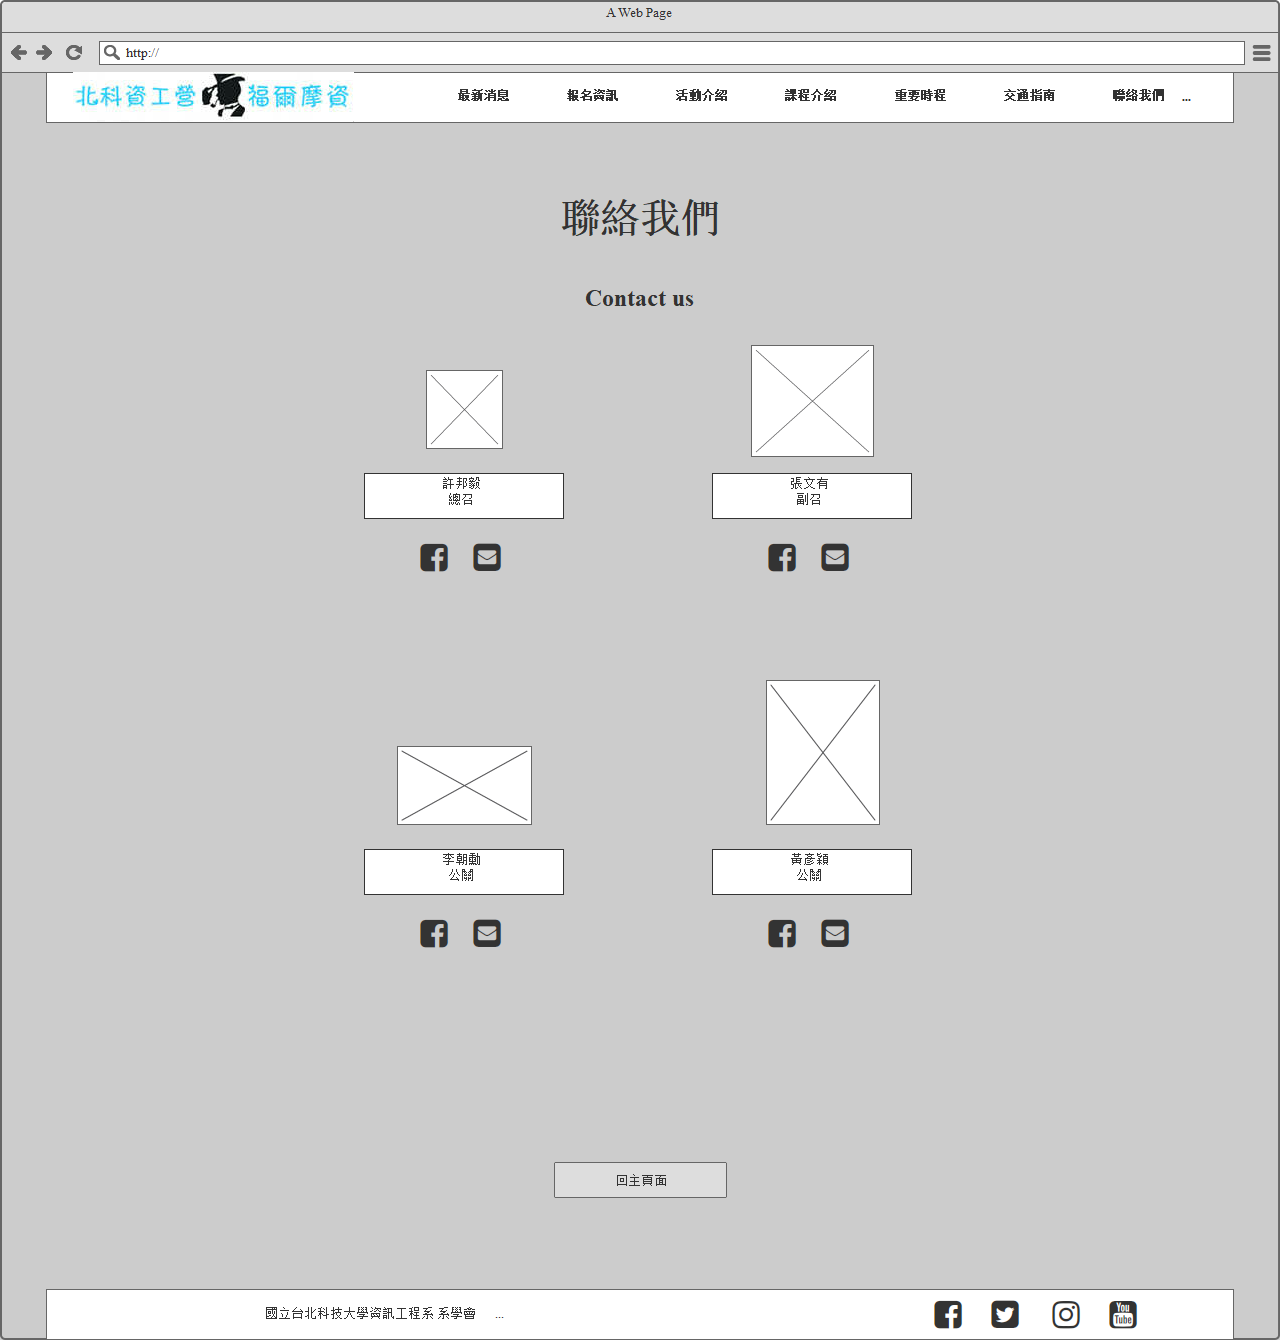 A Web Page
http://
北科資工營 福爾摩資
最新消息 報名資訊 活動介紹 課程介紹 重要時程 交通指南 聯絡我們 ...
聯絡我們
Contact us
許邦毅
總召
張文有
副召
李朝勳
公關
黃彥穎
公關
回主頁面
國立台北科技大學資訊工程系 系學會 ...
You
Tube